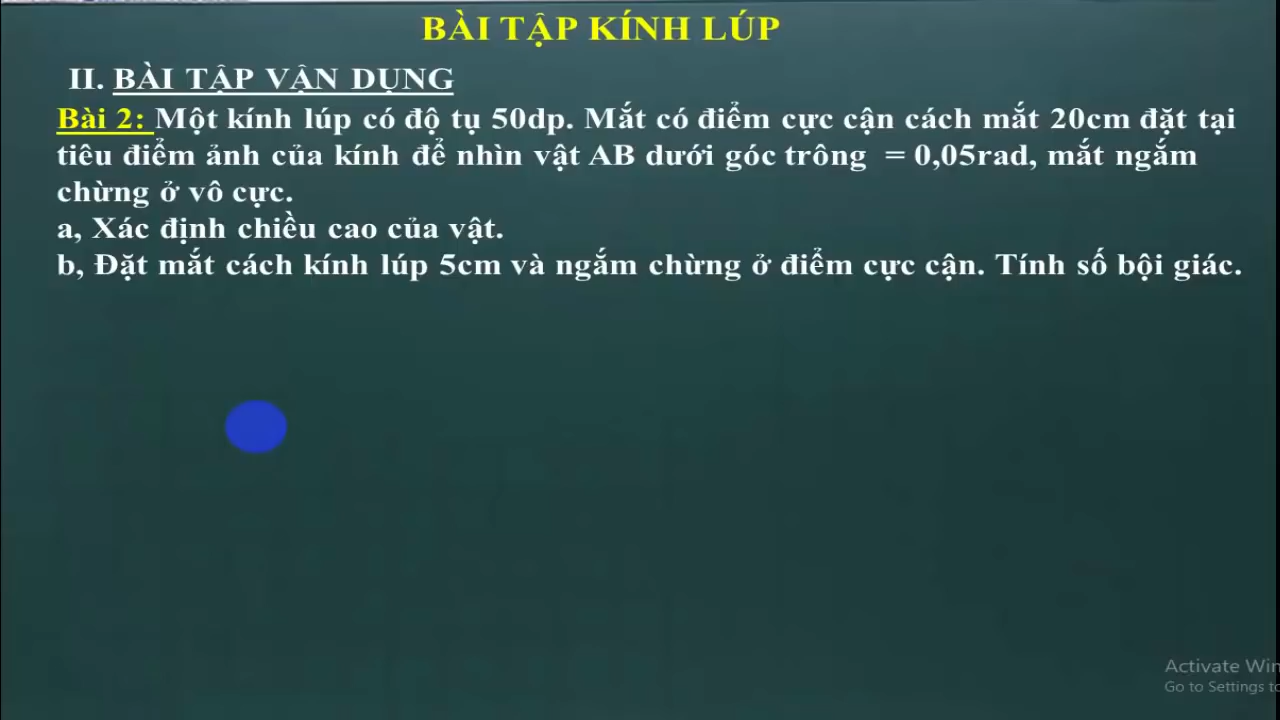 BÀI TẬP KÍNH LÚP
II. BÀI TẬP VẬN DỤNG
Bài 2: Một kính lúp có độ tụ 50dp. Mắt có điểm cực cận cách mắt 20cm đặt tại
tiêu điểm ảnh của kính để nhìn vật AB dưới góc trông = 0,05rad, mắt ngắm
chừng ở vô cực.
a, Xác định chiều cao của vật.
b, Đặt mắt cách kính lúp 5cm và ngắm chừng ở điểm cực cận. Tính số bội giác.
Activate Win
Go to Settings to